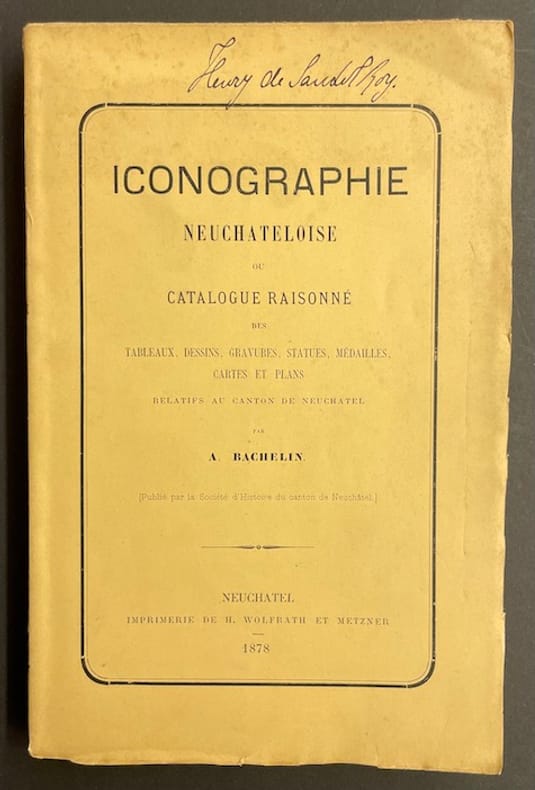 Henry de Sandol Roy.
ICONOGRAPHIE
NEUCHATELOISE
OU
CATALOGUE RAISONNÉ
DES
TABLEAUX, DESSINS, GRAVURES, STATUES, MÉDAILLES,
CARTES ET PLANS
RELATIFS AU CANTON DE NEUCHATEL
PAR
A. BACHELIN.
[Publié par la Société d'Histoire du canton de Neuchâtel.]
NEUCHATEL
IMPRIMERIE DE H. WOLFRATH ET METZNER
1878